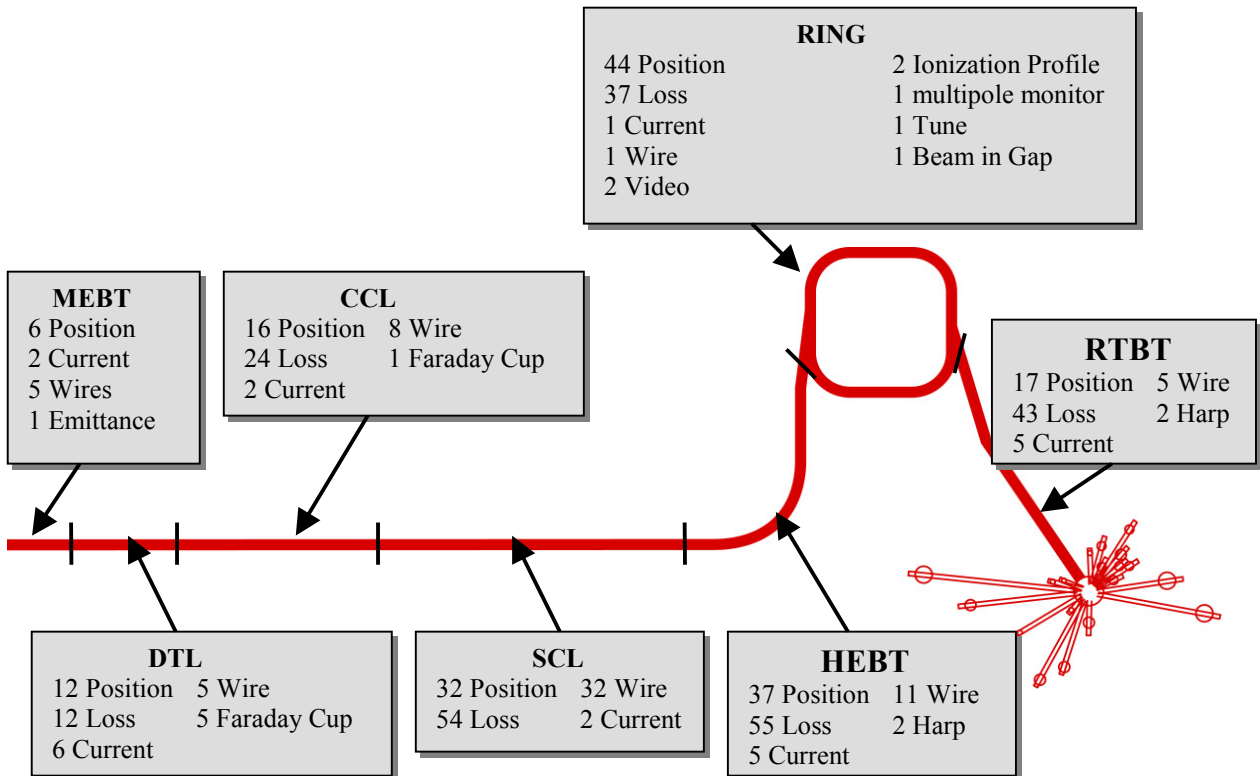 RING
44 Position 2 Ionization Profile
37 Loss 1 multipole monitor
1 Current 1 Tune
1 Wire 1 Beam in Gap
2 Video
MEBT
6 Position
2 Current
5 Wires
1 Emittance
CCL
16 Position 8 Wire
24 Loss 1 Faraday Cup
2 Current
RTBT
17 Position 5 Wire
43 Loss 2 Harp
5 Current
DTL
12 Position 5 Wire
12 Loss 5 Faraday Cup
6 Current
SCL
32 Position 32 Wire
54 Loss 2 Current
HEBT
37 Position 11 Wire
55 Loss 2 Harp
5 Current